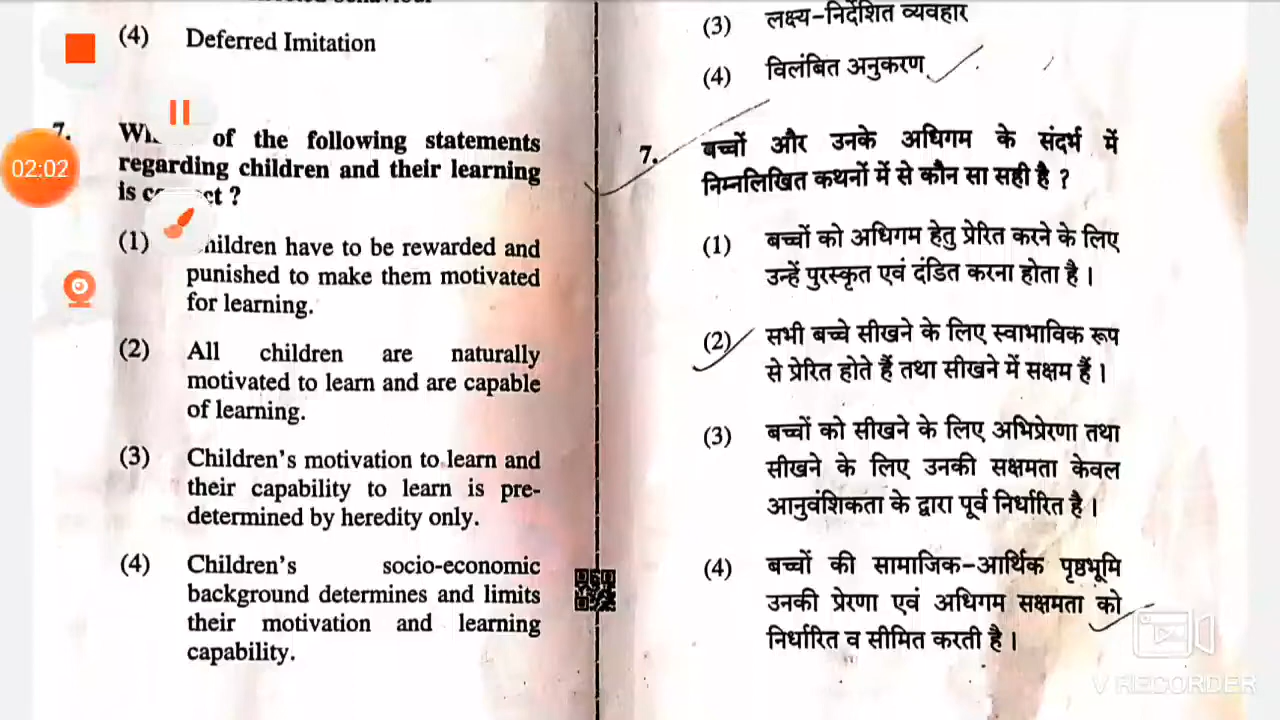 (4) Deferred Imitation
7.
of the following statements
regarding children and their learning
is
(1) Children have to be rewarded and
punished to make them motivated
for learning.
(2) All children are naturally
motivated to learn and are capable
of learning.
(3) Children's motivation to learn and
their capability to learn is pre-
determined by heredity only.
(4) Children's socio-economic
background determines and limits
their motivation and learning
capability.
(3) लक्ष्य-निर्देशित व्यवहार
(4) विलंबित अनुकरण
7. बच्चों और उनके अधिगम के संदर्भ में
निम्नलिखित कथनों में से कौन सा सही है ?
(1) बच्चों को अधिगम हेतु प्रेरित करने के लिए
उन्हें पुरस्कृत एवं दंडित करना होता है ।
(2) सभी बच्चे सीखने के लिए स्वाभाविक रूप
से प्रेरित होते हैं तथा सीखने में सक्षम हैं ।
(3) बच्चों को सीखने के लिए अभिप्रेरणा तथा
सीखने के लिए उनकी सक्षमता केवल
आनुवंशिकता के द्वारा पूर्व निर्धारित है ।
(4) बच्चों की सामाजिक-आर्थिक पृष्ठभूमि
उनकी प्रेरणा एवं अधिगम सक्षमता को
निर्धारित व सीमित करती है ।
02:02
V RECORDER